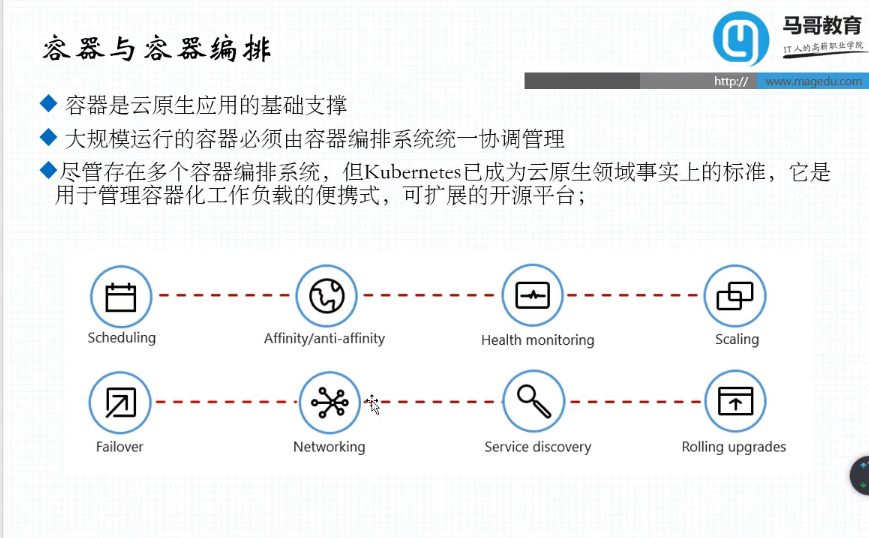 容器与容器编排
马哥教育
IT人的高薪职业学院
http:// www.magedu.com
容器是云原生应用的基础支撑
大规模运行的容器必须由容器编排系统统一协调管理
尽管存在多个容器编排系统，但Kubernetes已成为云原生领域事实上的标准，它是
用于管理容器化工作负载的便携式，可扩展的开源平台；
Scheduling
Affinity/anti-affinity
Health monitoring
Scaling
Failover
Networking
Service discovery
Rolling upgrades